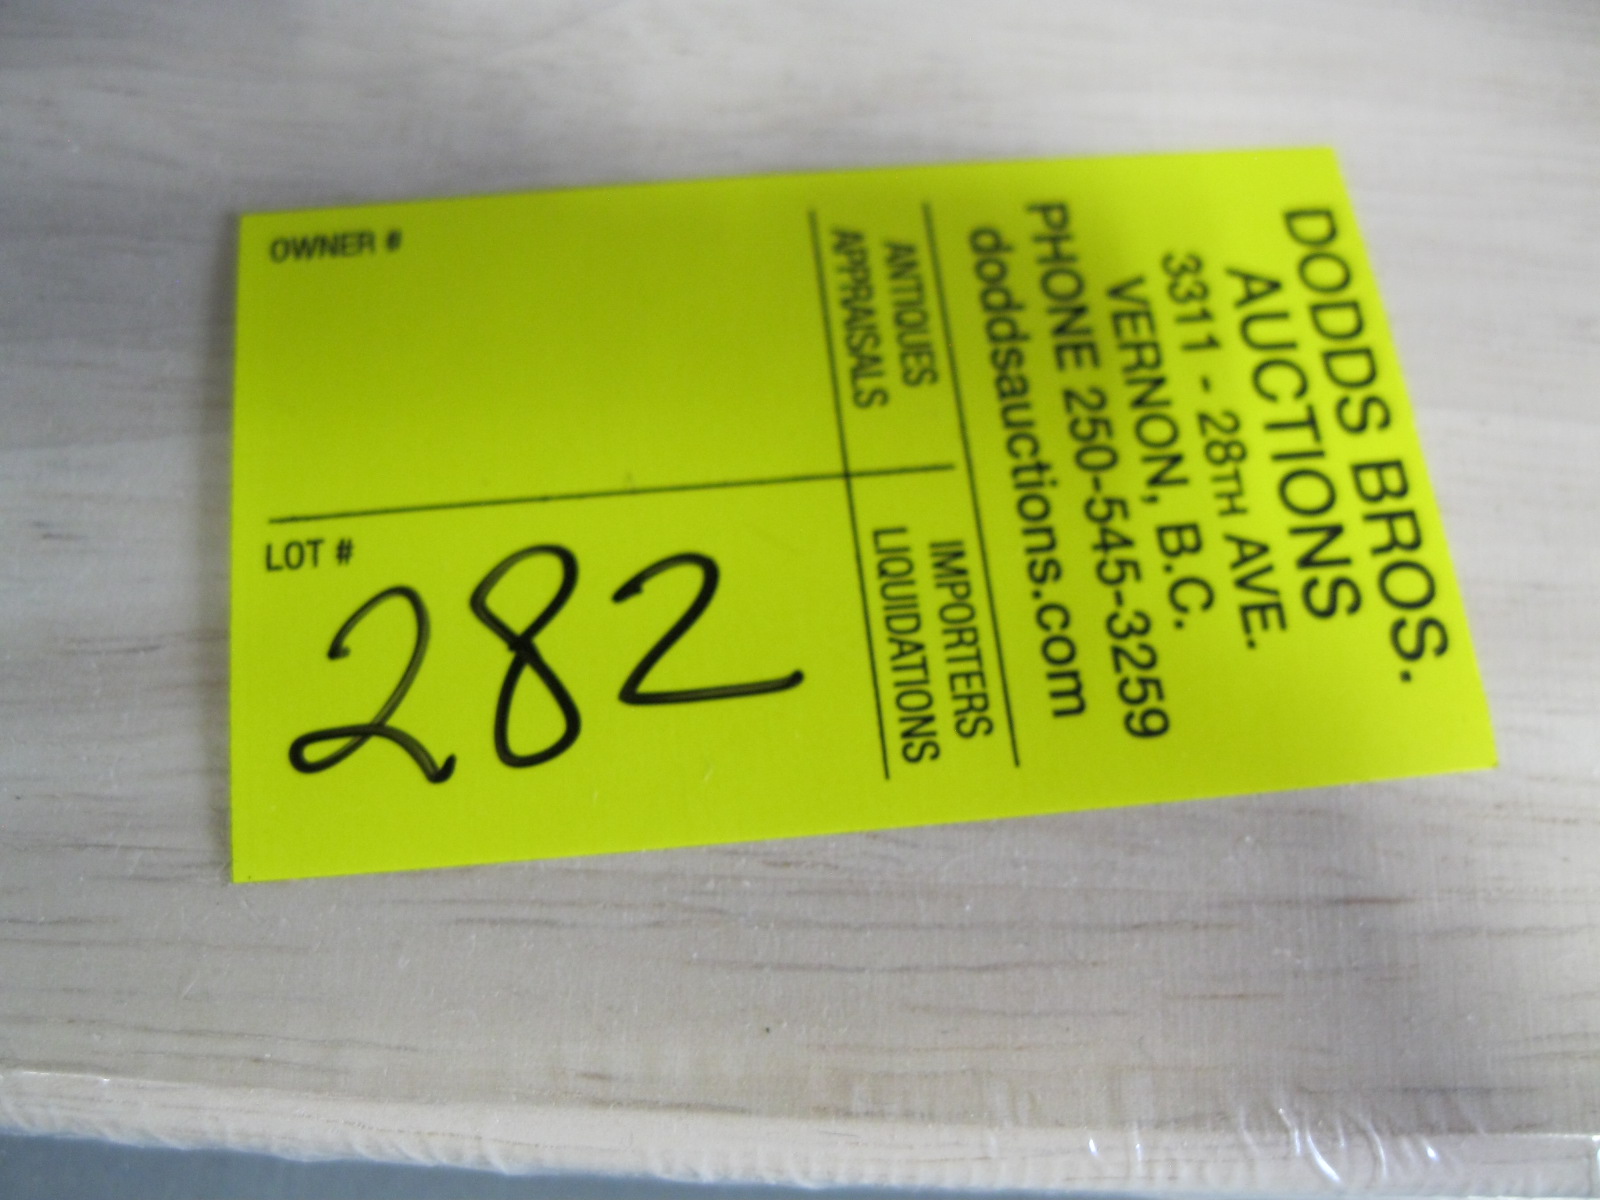 DODDS BROS.
AUCTIONS
3311 - 28TH AVE.
VERNON, B.C.
PHONE 250-545-3259
doddsauctions.com
ANTIQUES
APPRAISALS
IMPORTERS
LIQUIDATIONS
OWNER #
LOT #
282